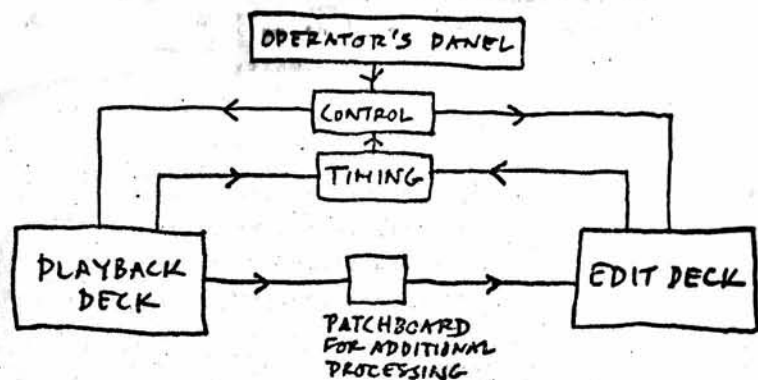 OPERATOR'S PANEL
CONTROL
TIMING
PLAYBACK
DECK
EDIT DECK
PATCHBOARD
FOR ADDITIONAL
PROCESSING